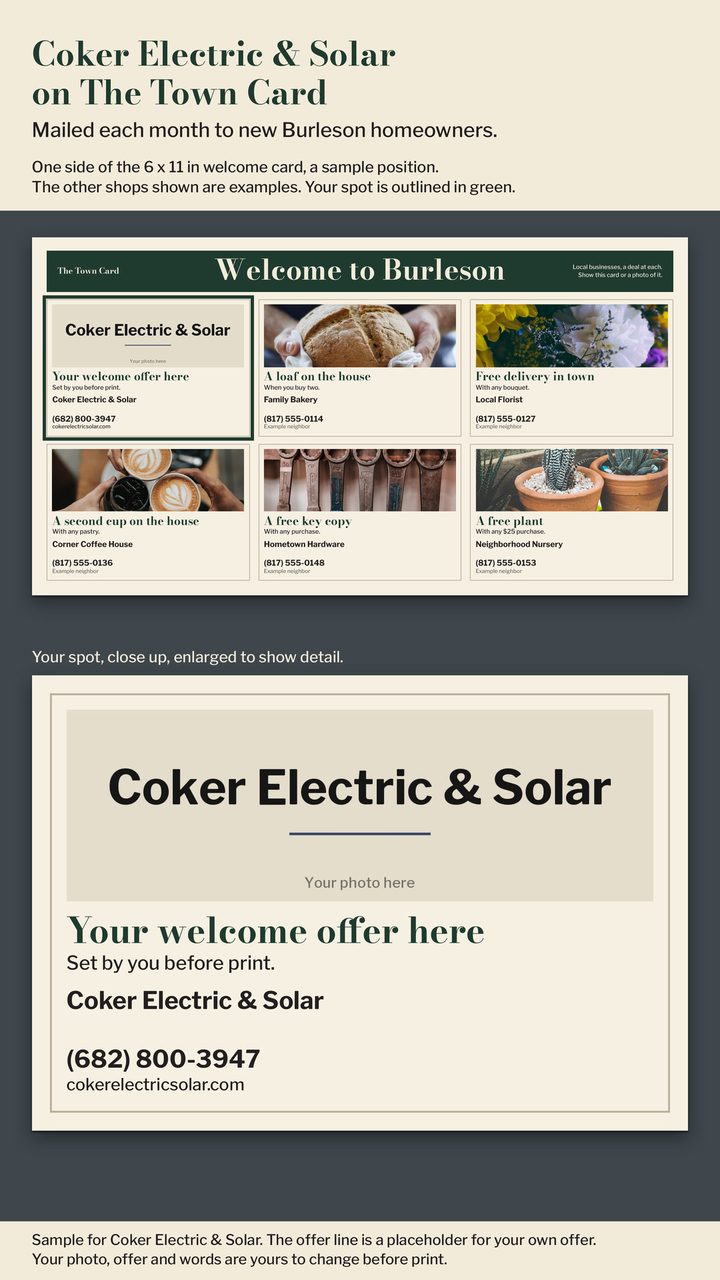 Coker Electric & Solar
on The Town Card
Mailed each month to new Burleson homeowners.
One side of the 6 x 11 in welcome card, a sample position.
The other shops shown are examples. Your spot is outlined in green.
The Town Card
Welcome to Burleson
Local businesses, a deal at each.
Show this card or a photo of it.
Coker Electric & Solar
Your photo here
Your welcome offer here
Set by you before print.
Coker Electric & Solar
(682) 800-3947
cokerelectricsolar.com
A loaf on the house
When you buy two.
Family Bakery
(817) 555-0114
Example neighbor
Free delivery in town
With any bouquet.
Local Florist
(817) 555-0127
Example neighbor
A second cup on the house
With any pastry.
Corner Coffee House
(817) 555-0136
Example neighbor
A free key copy
With any purchase.
Hometown Hardware
(817) 555-0148
Example neighbor
A free plant
With any $25 purchase.
Neighborhood Nursery
(817) 555-0153
Example neighbor
Your spot, close up, enlarged to show detail.
Coker Electric & Solar
Your photo here
Your welcome offer here
Set by you before print.
Coker Electric & Solar
(682) 800-3947
cokerelectricsolar.com
Sample for Coker Electric & Solar. The offer line is a placeholder for your own offer.
Your photo, offer and words are yours to change before print.